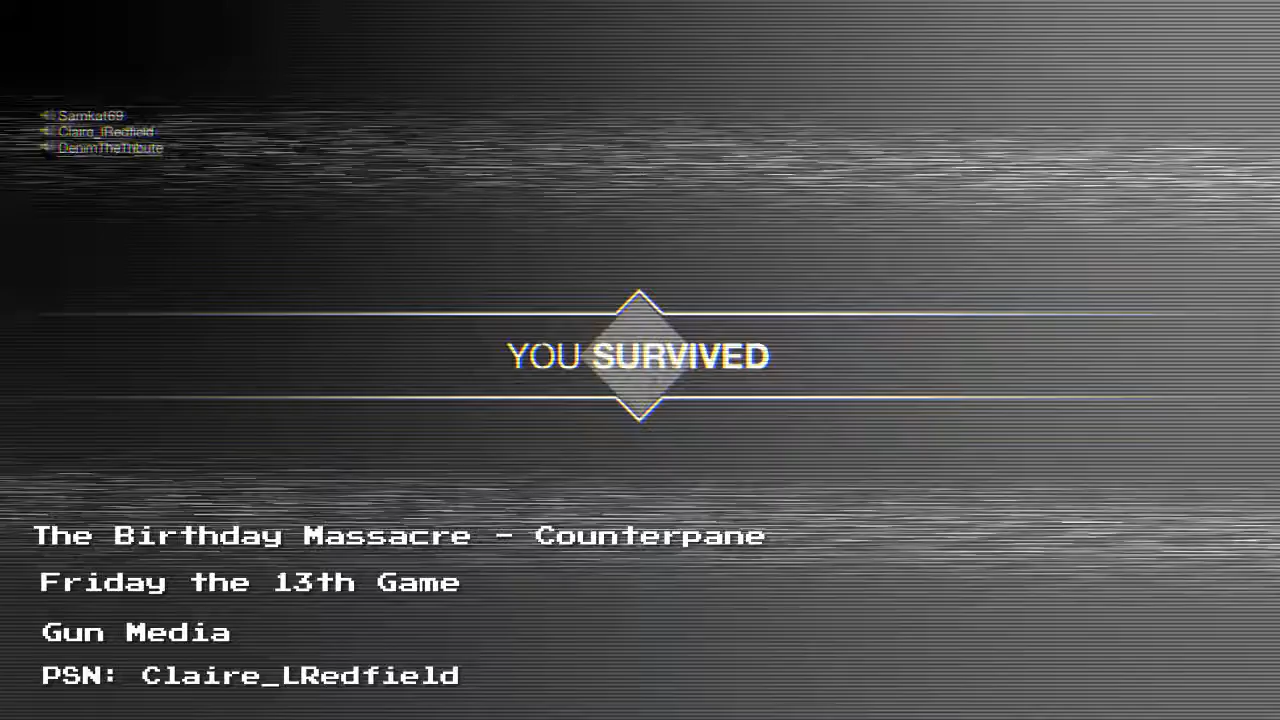 Samkat69
Claire_lRedfield
DenimTheTribute
YOU SURVIVED
The Birthday Massacre - Counterpane
Friday the 13th Game
Gun Media
PSN: Claire_LRedfield